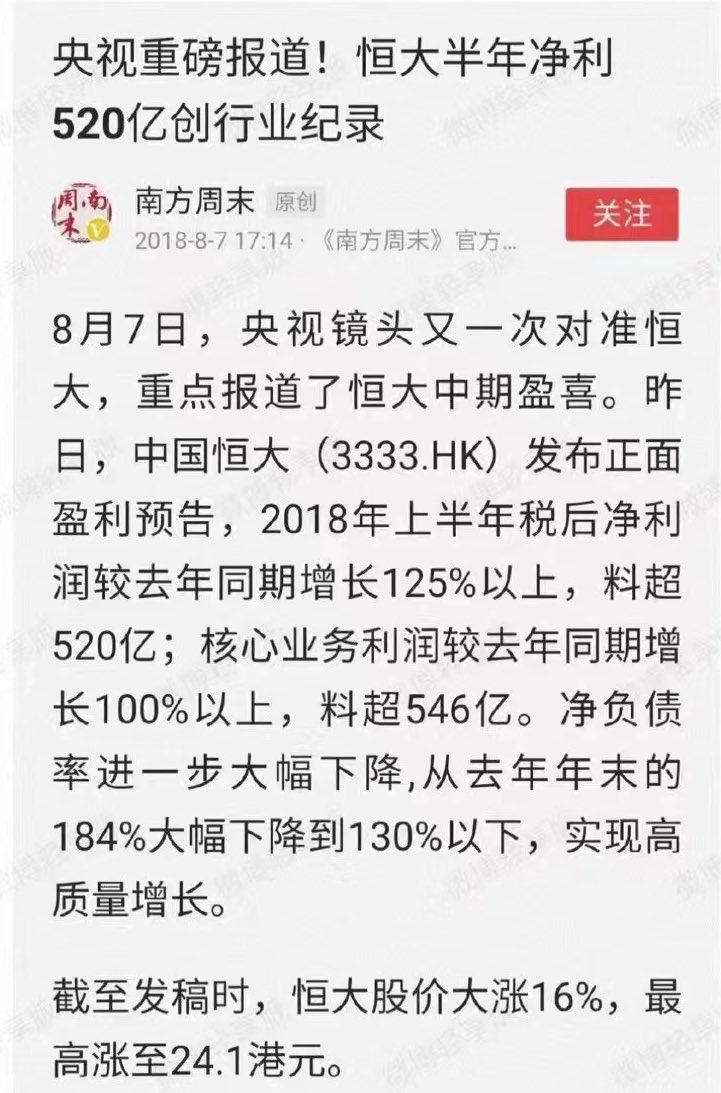 央视重磅报道！恒大半年净利
520亿创行业纪录
南方周末 原创
2018-8-7 17:14 · 《南方周末》官方...
关注
8月7日，央视镜头又一次对准恒
大，重点报道了恒大中期盈喜。昨
日，中国恒大（3333.HK）发布正面
盈利预告，2018年上半年税后净利
润较去年同期增长125%以上，料超
520亿；核心业务利润较去年同期增
长100%以上，料超546亿。净负债
率进一步大幅下降,从去年年末的
184%大幅下降到130%以下，实现高
质量增长。
截至发稿时，恒大股价大涨16%，最
高涨至24.1港元。